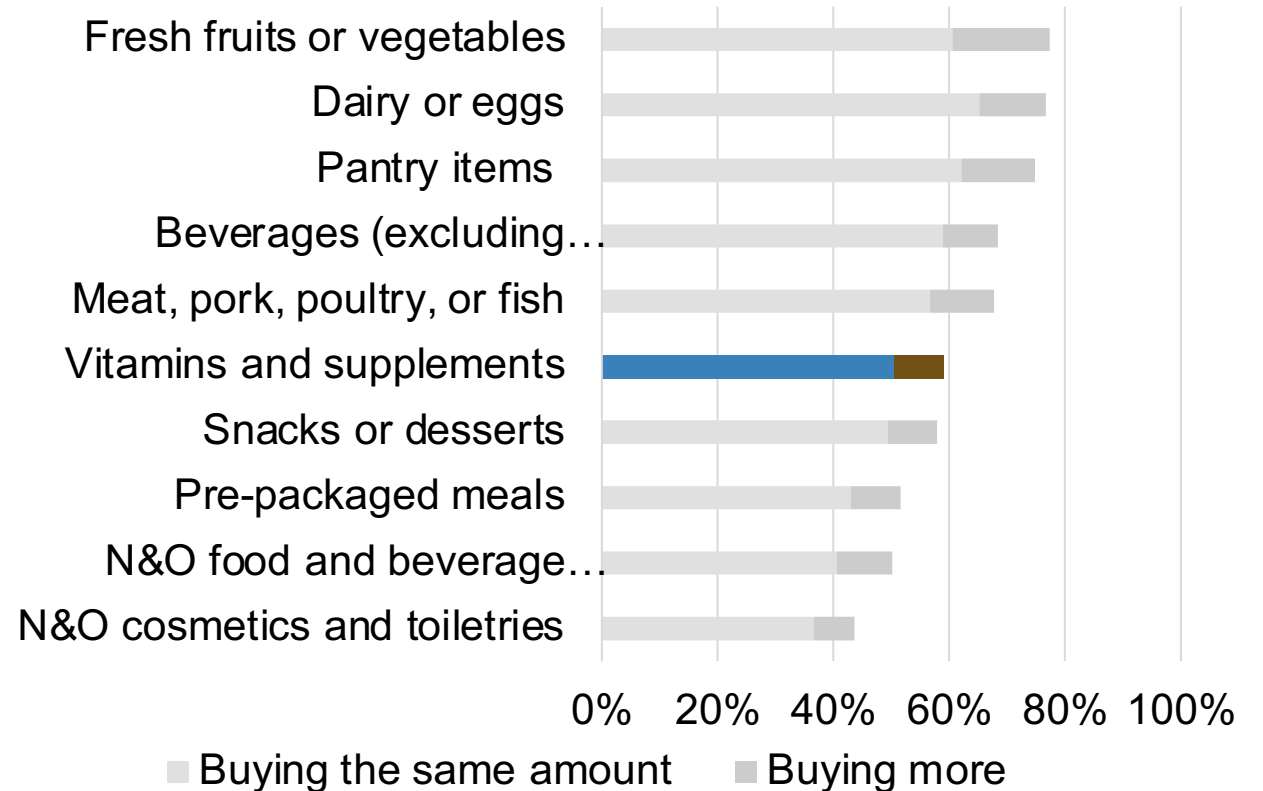 Fresh fruits or vegetables
Dairy or eggs
Pantry items
Beverages (excluding…
Meat, pork, poultry, or fish
Vitamins and supplements
Snacks or desserts
Pre-packaged meals
N&O food and beverage…
N&O cosmetics and toiletries
0% 20% 40% 60% 80% 100%
Buying the same amount Buying more